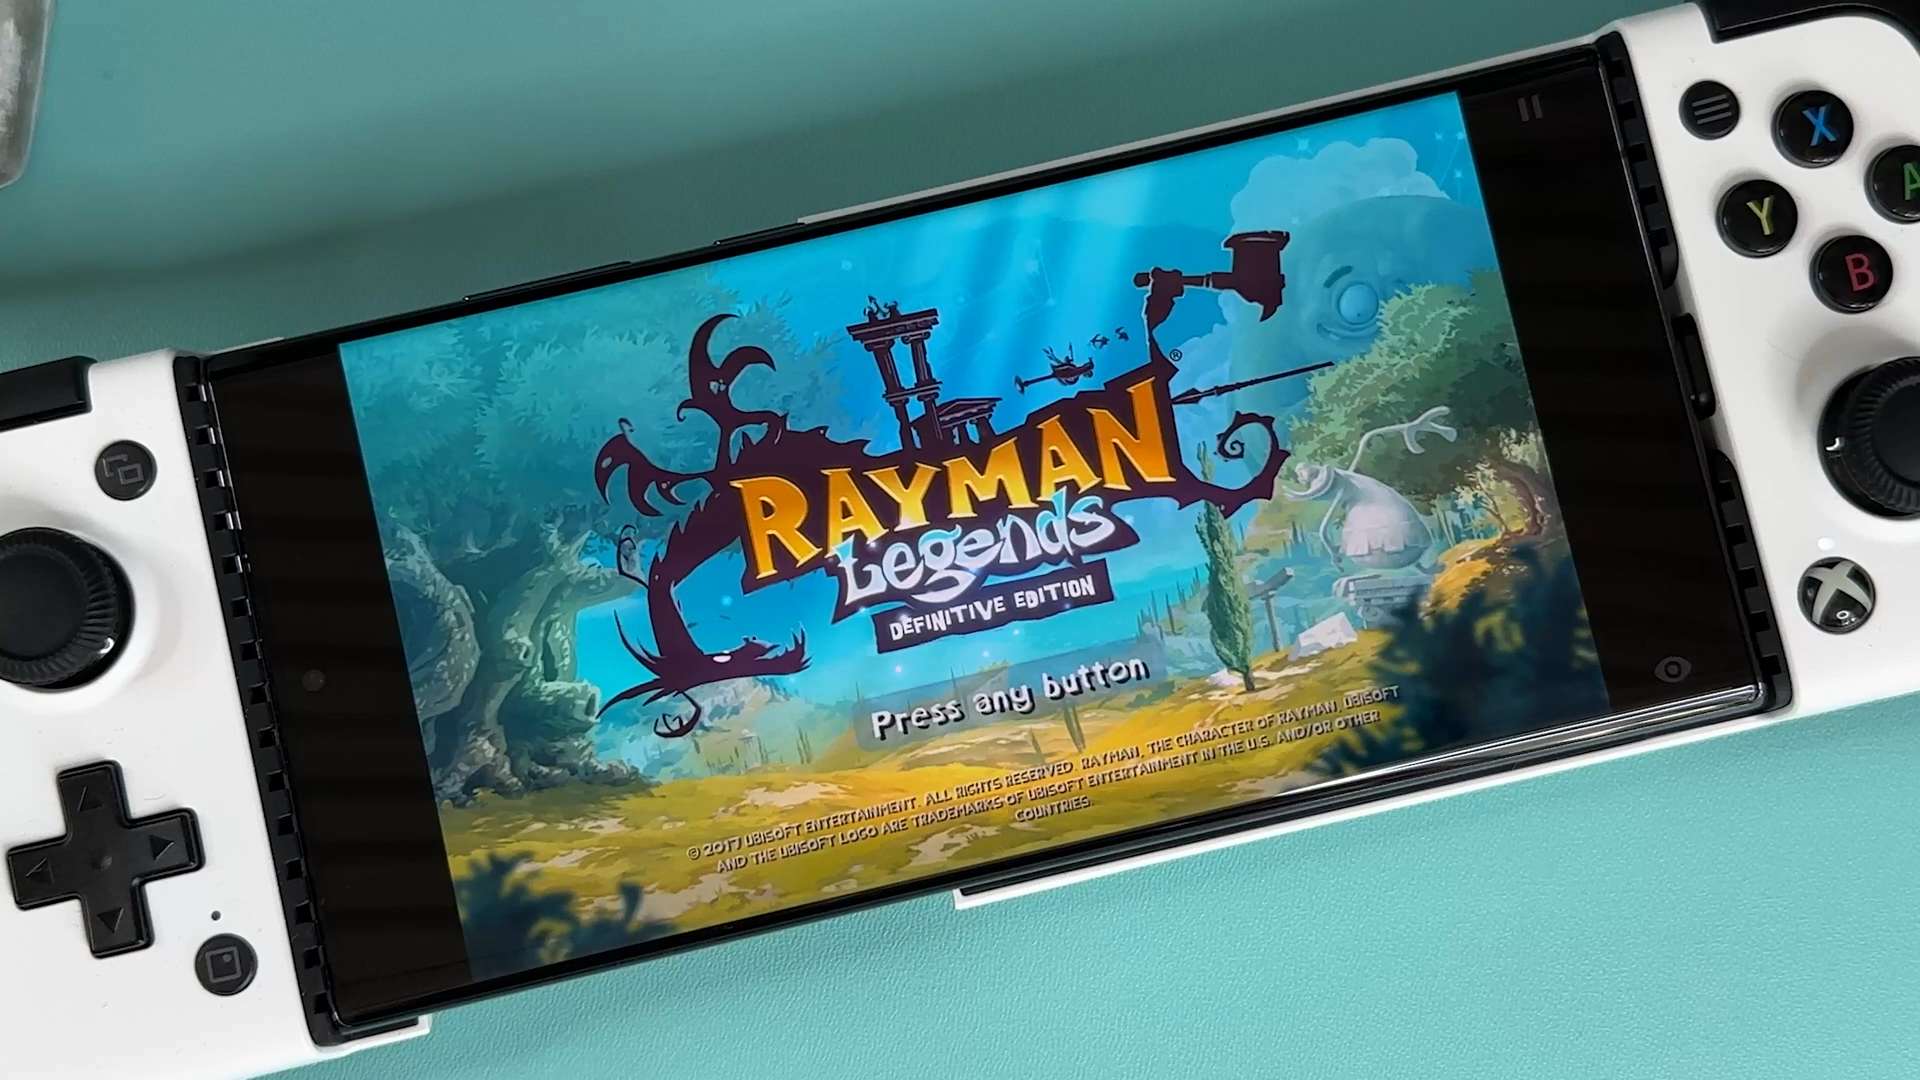 RAYMAN®
Legends
DEFINITIVE EDITION
Press any button
© 2017 UBISOFT ENTERTAINMENT. ALL RIGHTS RESERVED. RAYMAN, THE CHARACTER OF RAYMAN, UBISOFT
AND THE UBISOFT LOGO ARE TRADEMARKS OF UBISOFT ENTERTAINMENT IN THE U.S. AND/OR OTHER
COUNTRIES.
X
A
Y
B